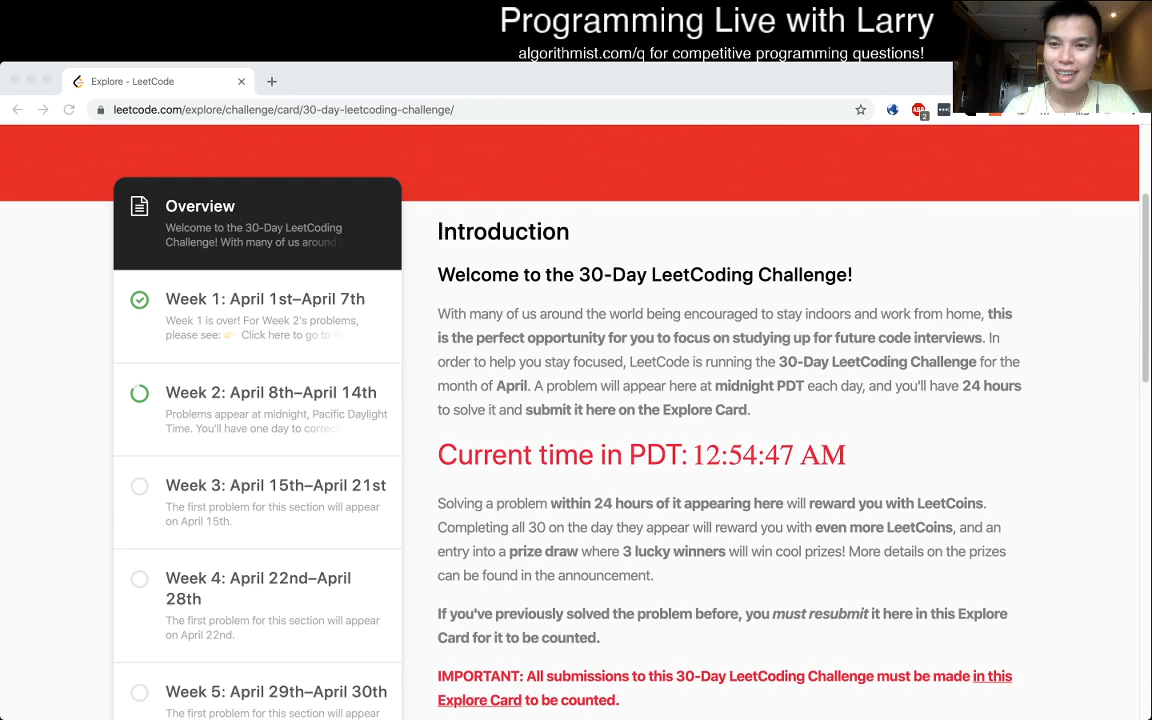 Programming Live with Larry
algorithmist.com/q for competitive programming questions!
Explore - LeetCode
leetcode.com/explore/challenge/card/30-day-leetcoding-challenge/
ABP
2
Overview
Welcome to the 30-Day LeetCoding
Challenge! With many of us around
Week 1: April 1st–April 7th
Week 1 is over! For Week 2's problems,
please see: 👉 Click here to go to W
Week 2: April 8th–April 14th
Problems appear at midnight, Pacific Daylight
Time. You'll have one day to correc
Week 3: April 15th–April 21st
The first problem for this section will appear
on April 15th.
Week 4: April 22nd–April
28th
The first problem for this section will appear
on April 22nd.
Week 5: April 29th–April 30th
The first problem for this section will appear
Introduction
Welcome to the 30-Day LeetCoding Challenge!
With many of us around the world being encouraged to stay indoors and work from home, this
is the perfect opportunity for you to focus on studying up for future code interviews. In
order to help you stay focused, LeetCode is running the 30-Day LeetCoding Challenge for the
month of April. A problem will appear here at midnight PDT each day, and you'll have 24 hours
to solve it and submit it here on the Explore Card.
Current time in PDT: 12:54:47 AM
Solving a problem within 24 hours of it appearing here will reward you with LeetCoins.
Completing all 30 on the day they appear will reward you with even more LeetCoins, and an
entry into a prize draw where 3 lucky winners will win cool prizes! More details on the prizes
can be found in the announcement.
If you've previously solved the problem before, you must resubmit it here in this Explore
Card for it to be counted.
IMPORTANT: All submissions to this 30-Day LeetCoding Challenge must be made in this
Explore Card to be counted.